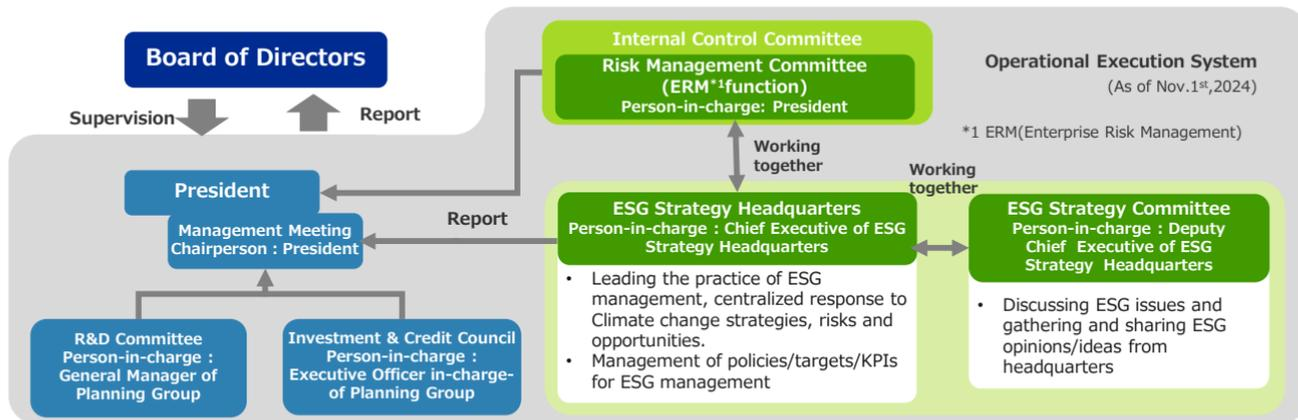 Board of Directors
Supervision
Report
Internal Control Committee
Risk Management Committee
(ERM*1function)
Person-in-charge: President
Operational Execution System
(As of Nov.1st,2024)
*1 ERM(Enterprise Risk Management)
Working
together
Working
together
President
Management Meeting
Chairperson : President
Report
ESG Strategy Headquarters
Person-in-charge : Chief Executive of ESG
Strategy Headquarters
• Leading the practice of ESG
management, centralized response to
Climate change strategies, risks and
opportunities.
• Management of policies/targets/KPIs
for ESG management
ESG Strategy Committee
Person-in-charge : Deputy
Chief Executive of ESG
Strategy Headquarters
• Discussing ESG issues and
gathering and sharing ESG
opinions/ideas from
headquarters
R&D Committee
Person-in-charge :
General Manager of
Planning Group
Investment & Credit Council
Person-in-charge :
Executive Officer in-charge-
of Planning Group